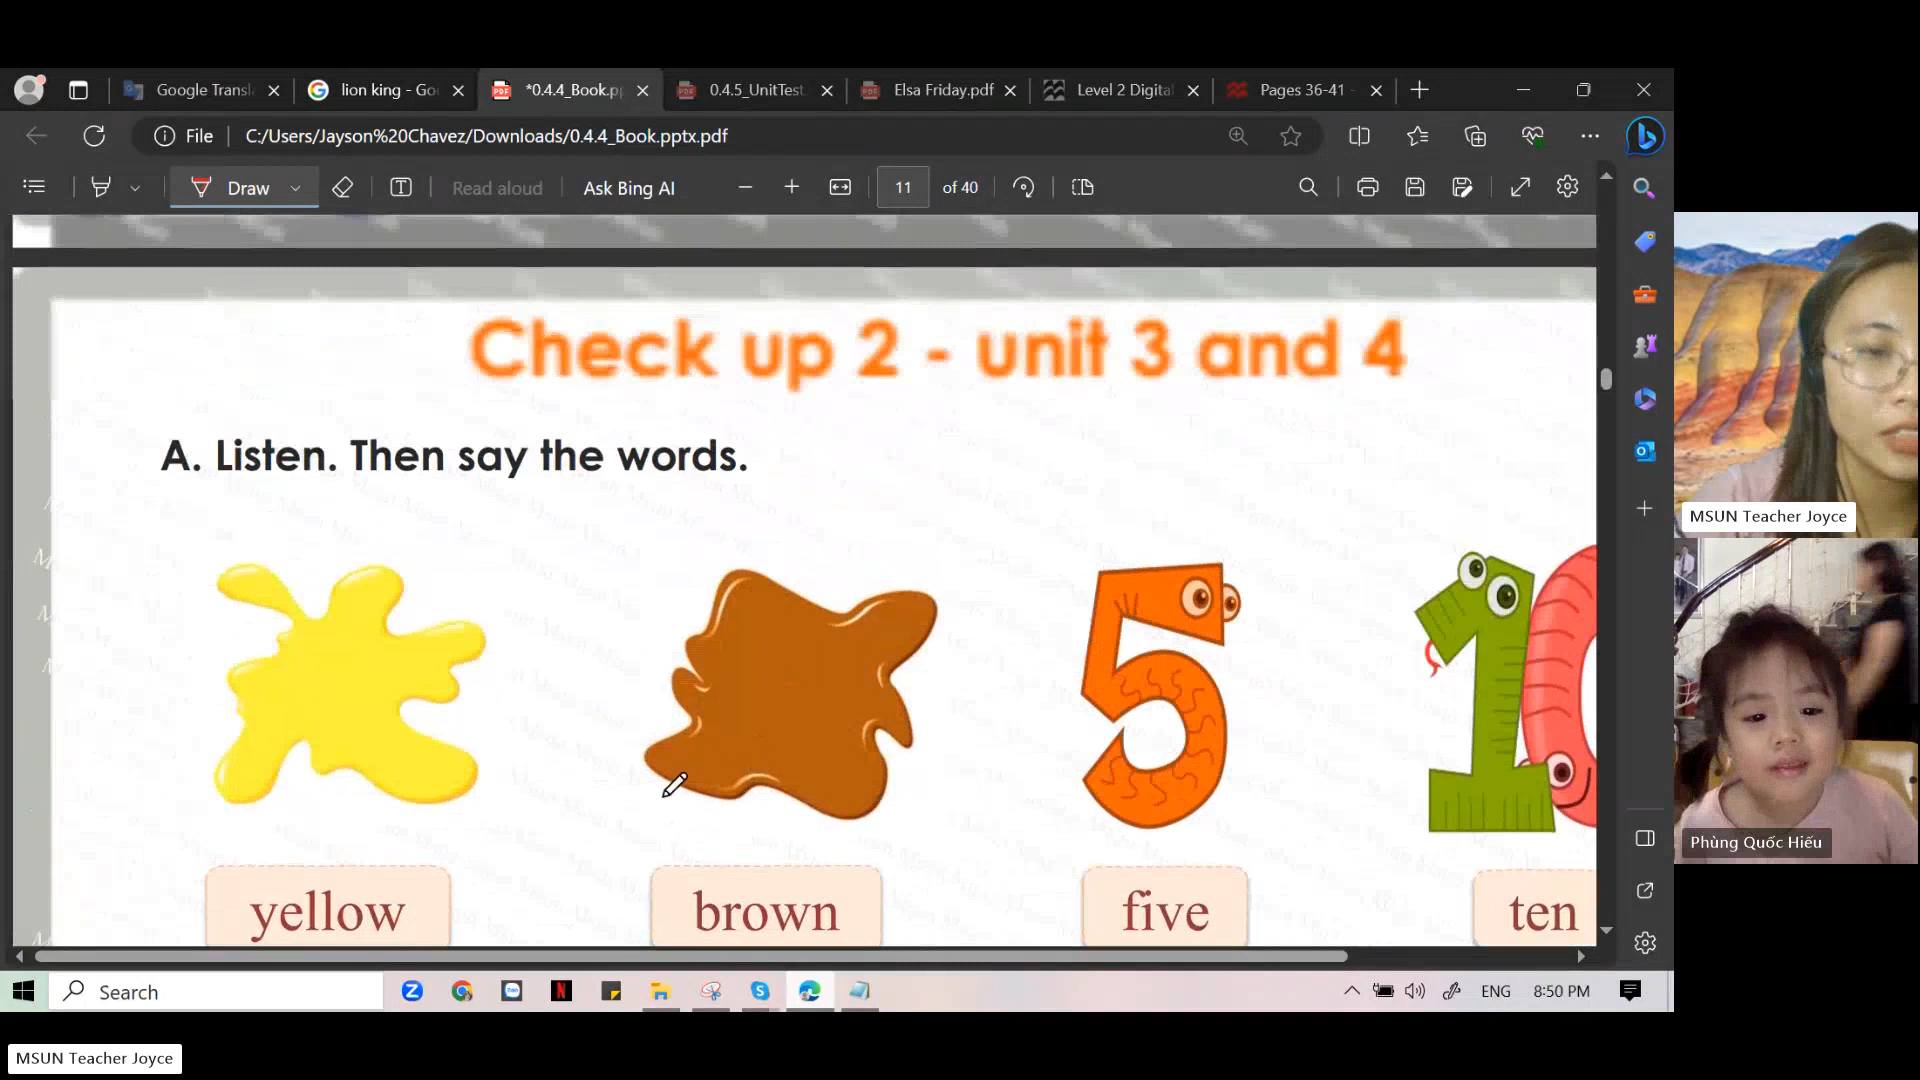 Google Transl
lion king - Go
*0.4.4_Book.p
0.4.5_UnitTest
Elsa Friday.pdf
Level 2 Digital
Pages 36-41 -
File
C:/Users/Jayson%20Chavez/Downloads/0.4.4_Book.pptx.pdf
Draw
Read aloud
Ask Bing AI
11
of 40
Check up 2 - unit 3 and 4
A. Listen. Then say the words.
yellow
brown
five
ten
MSUN Teacher Joyce
Phùng Quốc Hiếu
Search
ENG
8:50 PM
MSUN Teacher Joyce